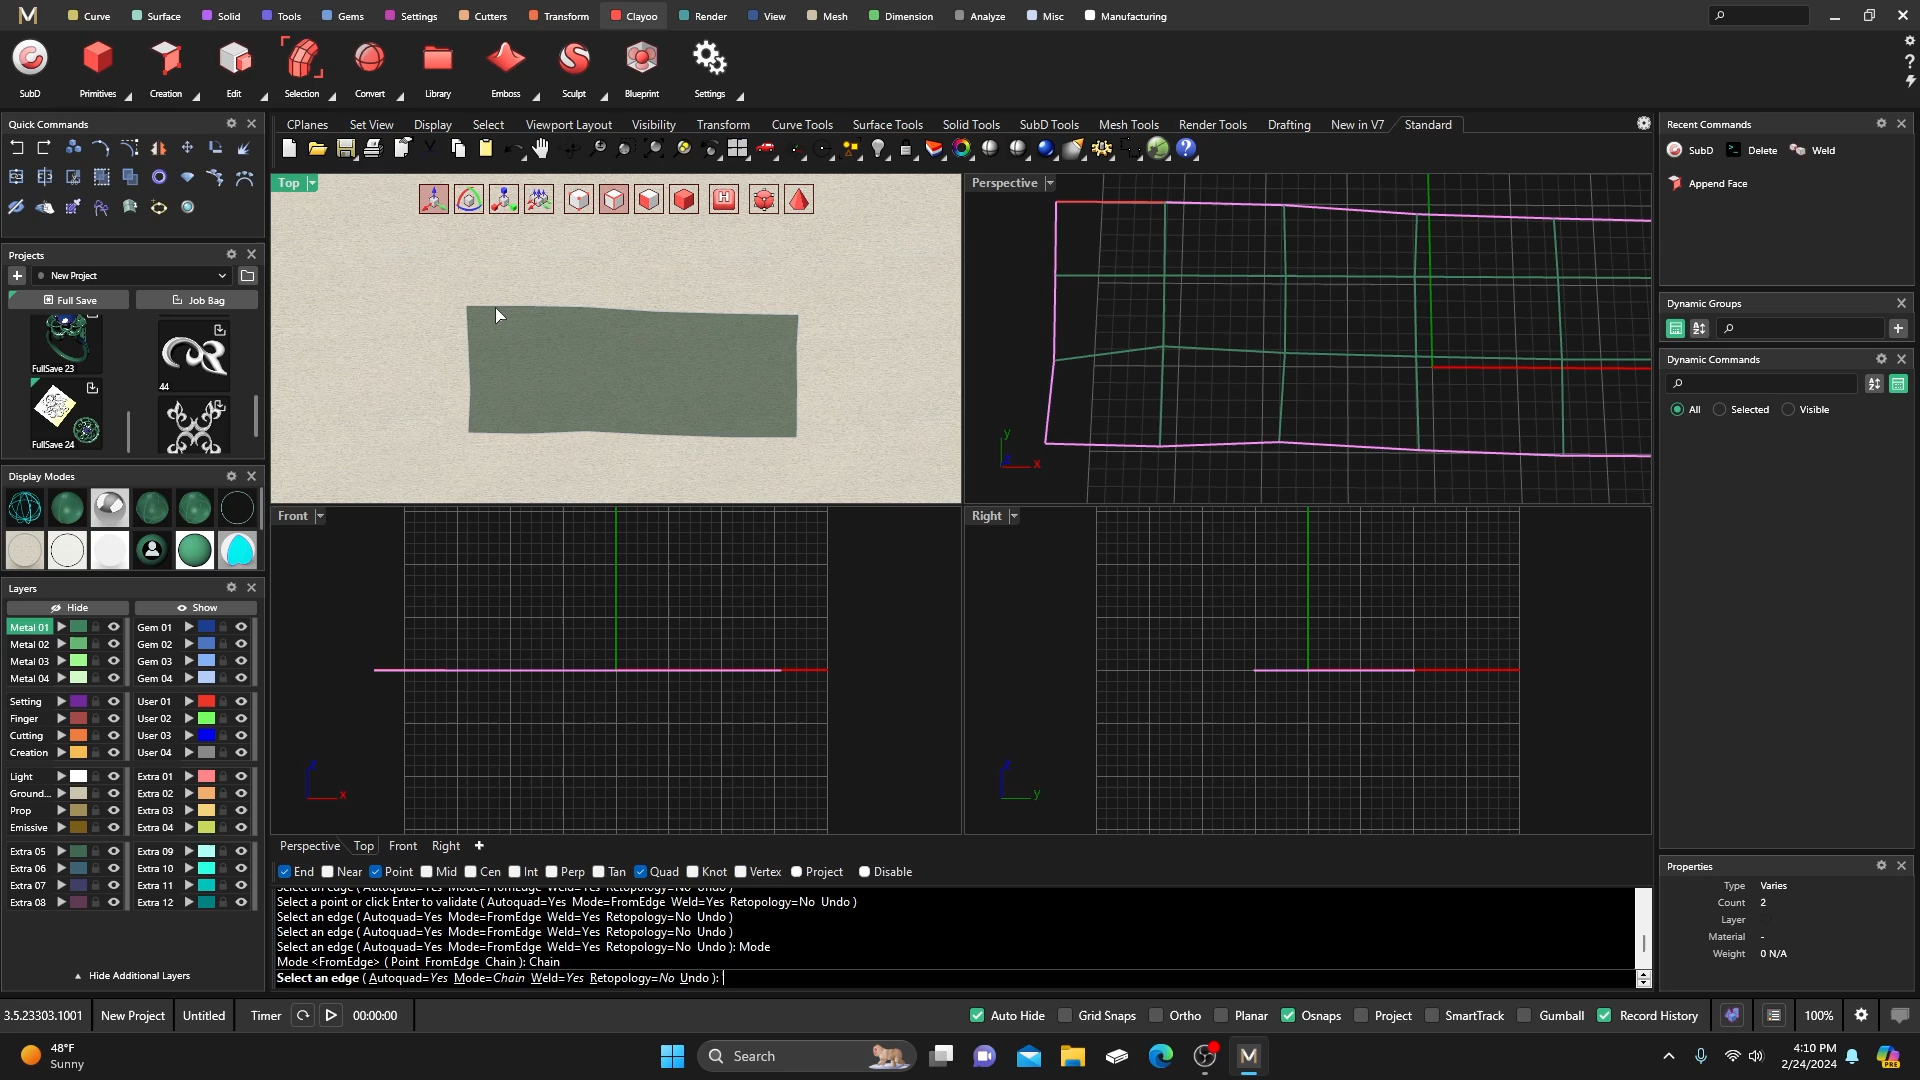 Curve Surface Solid Tools Gems Settings Cutters Transform Clayoo Render View Mesh Dimension Analyze Misc Manufacturing
SubD Primitives Creation Edit Selection Convert Library Emboss Sculpt Blueprint Settings
Quick Commands
Projects
New Project
Full Save Job Bag
FullSave 23
44
FullSave 24
Display Modes
Layers
Hide Show
Metal 01 Gem 01
Metal 02 Gem 02
Metal 03 Gem 03
Metal 04 Gem 04
Setting User 01
Finger User 02
Cutting User 03
Creation User 04
Light Extra 01
Ground... Extra 02
Prop Extra 03
Emissive Extra 04
Extra 05 Extra 09
Extra 06 Extra 10
Extra 07 Extra 11
Extra 08 Extra 12
Hide Additional Layers
CPlanes Set View Display Select Viewport Layout Visibility Transform Curve Tools Surface Tools Solid Tools SubD Tools Mesh Tools Render Tools Drafting New in V7 Standard
Top
H
Perspective
y
x
Front
z
x
Right
z
y
Perspective Top Front Right
End Near Point Mid Cen Int Perp Tan Quad Knot Vertex Project Disable
Select an edge ( Autoquad=Yes Mode=FromEdge Weld=Yes Retopology=No Undo )
Select a point or click Enter to validate ( Autoquad=Yes Mode=FromEdge Weld=Yes Retopology=No Undo )
Select an edge ( Autoquad=Yes Mode=FromEdge Weld=Yes Retopology=No Undo )
Select an edge ( Autoquad=Yes Mode=FromEdge Weld=Yes Retopology=No Undo )
Select an edge ( Autoquad=Yes Mode=FromEdge Weld=Yes Retopology=No Undo ): Mode
Mode <FromEdge> ( Point FromEdge Chain ): Chain
Select an edge ( Autoquad=Yes Mode=Chain Weld=Yes Retopology=No Undo ):
Recent Commands
SubD Delete Weld
Append Face
Dynamic Groups
Dynamic Commands
All Selected Visible
Properties
Type Varies
Count 2
Layer
Material -
Weight 0 N/A
3.5.23303.1001 New Project Untitled Timer 00:00:00 Auto Hide Grid Snaps Ortho Planar Osnaps Project SmartTrack Gumball Record History 100%
48°F
Sunny
Search
4:10 PM
2/24/2024
PRE